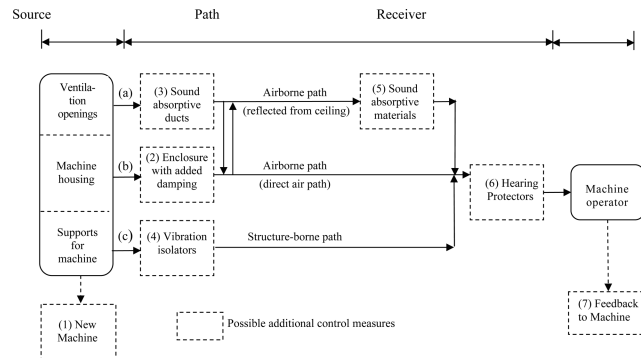 Source
Path
Receiver
Ventila-
tion
openings
(a)
(3) Sound
absorptive
ducts
Airborne path
(reflected from ceiling)
(5) Sound
absorptive
materials
Machine
housing
(b)
(2) Enclosure
with added
damping
Airborne path
(direct air path)
(6) Hearing
Protectors
Machine
operator
Supports
for
machine
(c)
(4) Vibration
isolators
Structure-borne path
(1) New
Machine
Possible additional control measures
(7) Feedback
to Machine